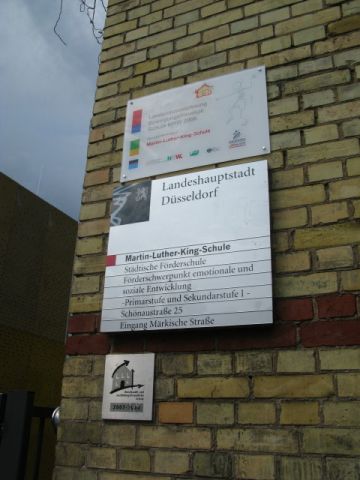 Martin-Luther-King-Schule
Landeshauptstadt
Düsseldorf
Martin-Luther-King-Schule
Städtische Förderschule
Förderschwerpunkt emotionale und
soziale Entwicklung
-Primarstufe und Sekundarstufe I -
Schönaustraße 25
Eingang Märkische Straße